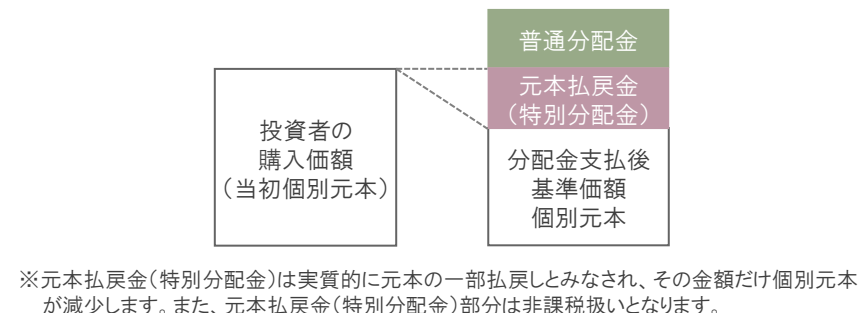 普通分配金
元本払戻金
（特別分配金）
投資者の
購入価額
（当初個別元本）
分配金支払後
基準価額
個別元本
※元本払戻金（特別分配金）は実質的に元本の一部払戻しとみなされ、その金額だけ個別元本
が減少します。また、元本払戻金（特別分配金）部分は非課税扱いとなります。